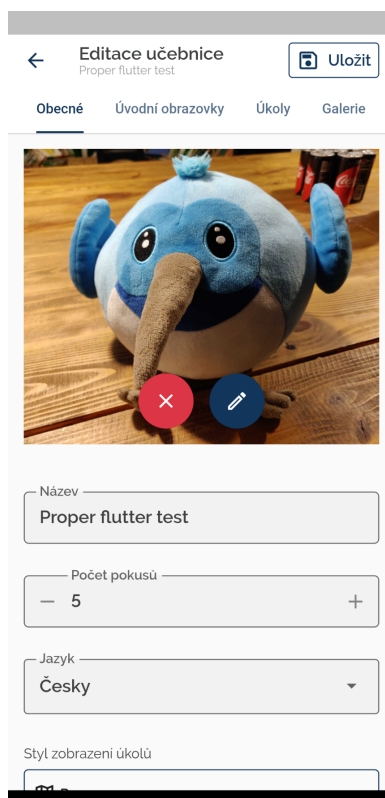 Editace učebnice
Proper flutter test
Uložit
Obecné Úvodní obrazovky Úkoly Galerie
Název
Proper flutter test
Počet pokusů
5
Jazyk
Česky
Styl zobrazení úkolů